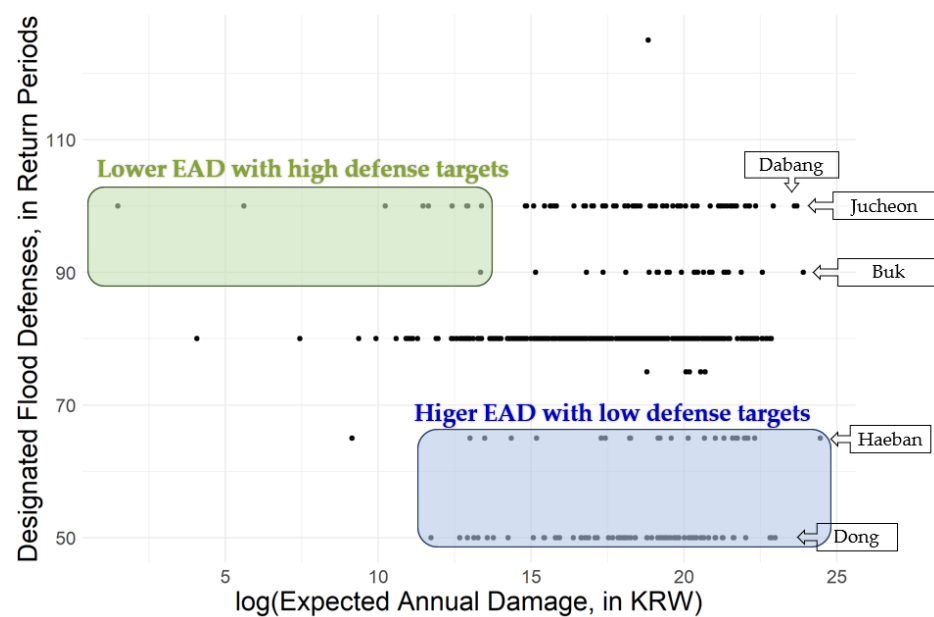 Designated Flood Defenses, in Return Periods
110
90
70
50
Lower EAD with high defense targets
Dabang
Jucheon
Buk
Higer EAD with low defense targets
Haeban
Dong
5 10 15 20 25
log(Expected Annual Damage, in KRW)